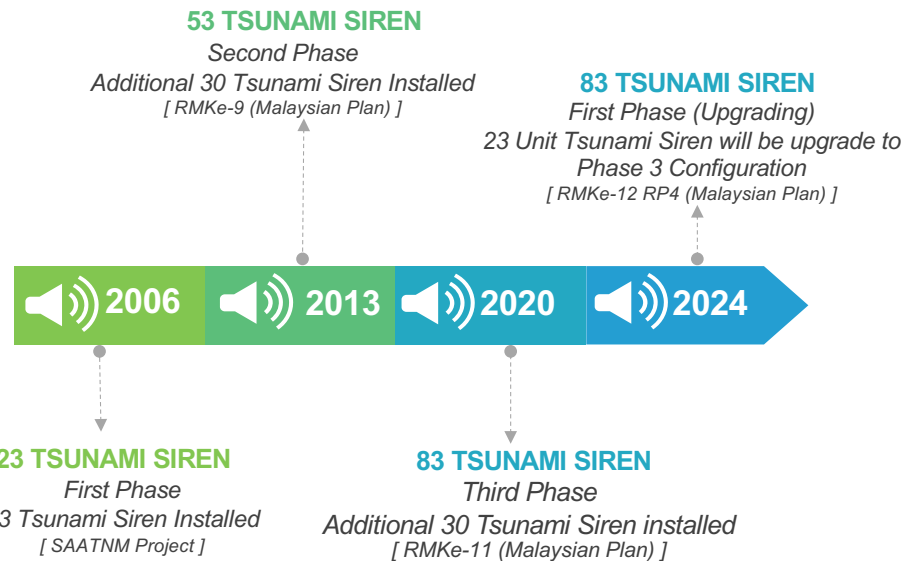 53 TSUNAMI SIREN
Second Phase
Additional 30 Tsunami Siren Installed
[ RMKe-9 (Malaysian Plan) ]
83 TSUNAMI SIREN
First Phase (Upgrading)
23 Unit Tsunami Siren will be upgrade to
Phase 3 Configuration
[ RMKe-12 RP4 (Malaysian Plan) ]
2006
2013
2020
2024
23 TSUNAMI SIREN
First Phase
3 Tsunami Siren Installed
[ SAATNM Project ]
83 TSUNAMI SIREN
Third Phase
Additional 30 Tsunami Siren installed
[ RMKe-11 (Malaysian Plan) ]